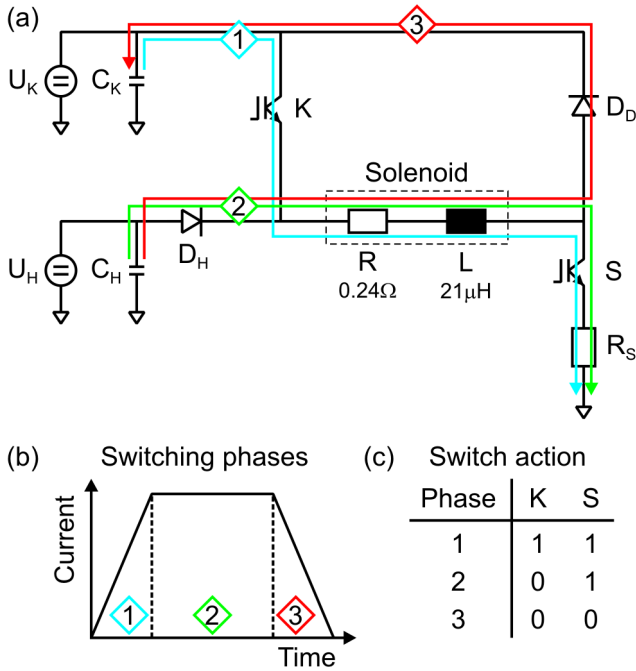 (a)
1
3
U_K
C_K
K
D_D
Solenoid
2
U_H
C_H
D_H
R
L
S
0.24Ω
21μH
R_S
(b) Switching phases
Current
1 2 3
Time
(c) Switch action
Phase K S
1 1 1
2 0 1
3 0 0